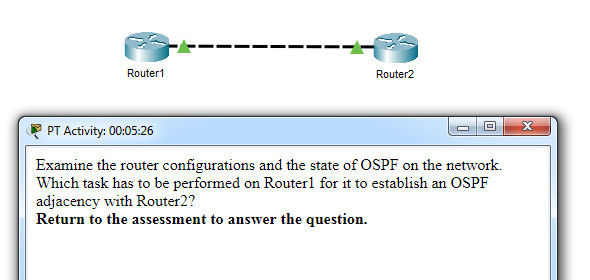 Router1
Router2
PT Activity: 00:05:26
Examine the router configurations and the state of OSPF on the network.
Which task has to be performed on Router1 for it to establish an OSPF
adjacency with Router2?
Return to the assessment to answer the question.